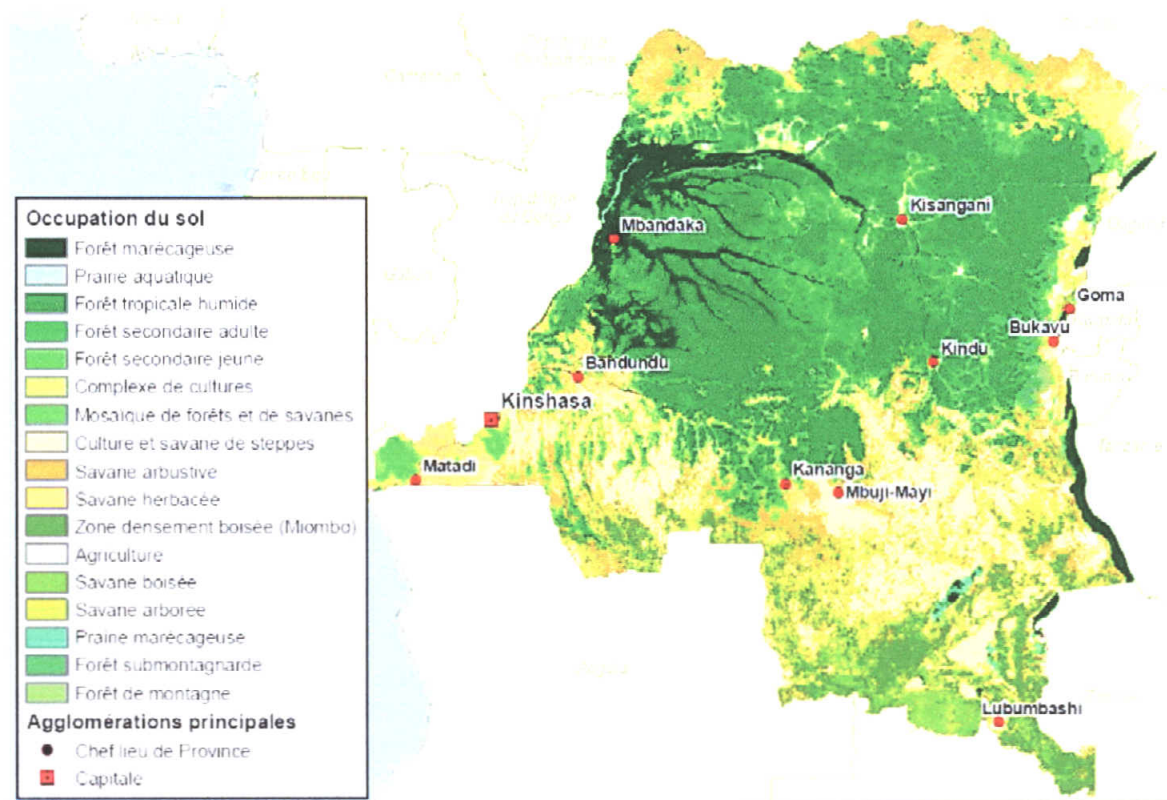 Kisangani
Mbandaka
Goma
Bukavu
Kindu
Bandundu
Kinshasa
Matadi
Kananga
Mbuji-Mayi
Lubumbashi
Occupation du sol
Forêt marécageuse
Prairie aquatique
Forêt tropicale humide
Forêt secondaire adulte
Forêt secondaire jeune
Complexe de cultures
Mosaïque de forêts et de savanes
Culture et savane de steppes
Savane arbustive
Savane herbacée
Zone densement boisée (Miombo)
Agriculture
Savane boisée
Savane arborée
Prairie marécageuse
Forêt submontagnarde
Forêt de montagne
Agglomérations principales
Chef lieu de Province
Capitale